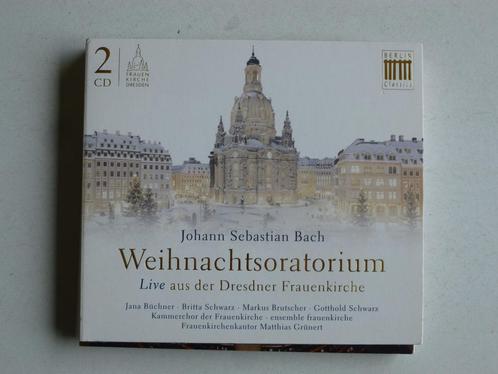 2
CD
FRAUEN
KIRCHE
DRESDEN
BERLIN
Classics
Johann Sebastian Bach
Weihnachtsoratorium
Live aus der Dresdner Frauenkirche
Jana Büchner · Britta Schwarz · Markus Brutscher · Gotthold Schwarz
Kammerchor der Frauenkirche · ensemble frauenkirche
Frauenkirchenkantor Matthias Grünert